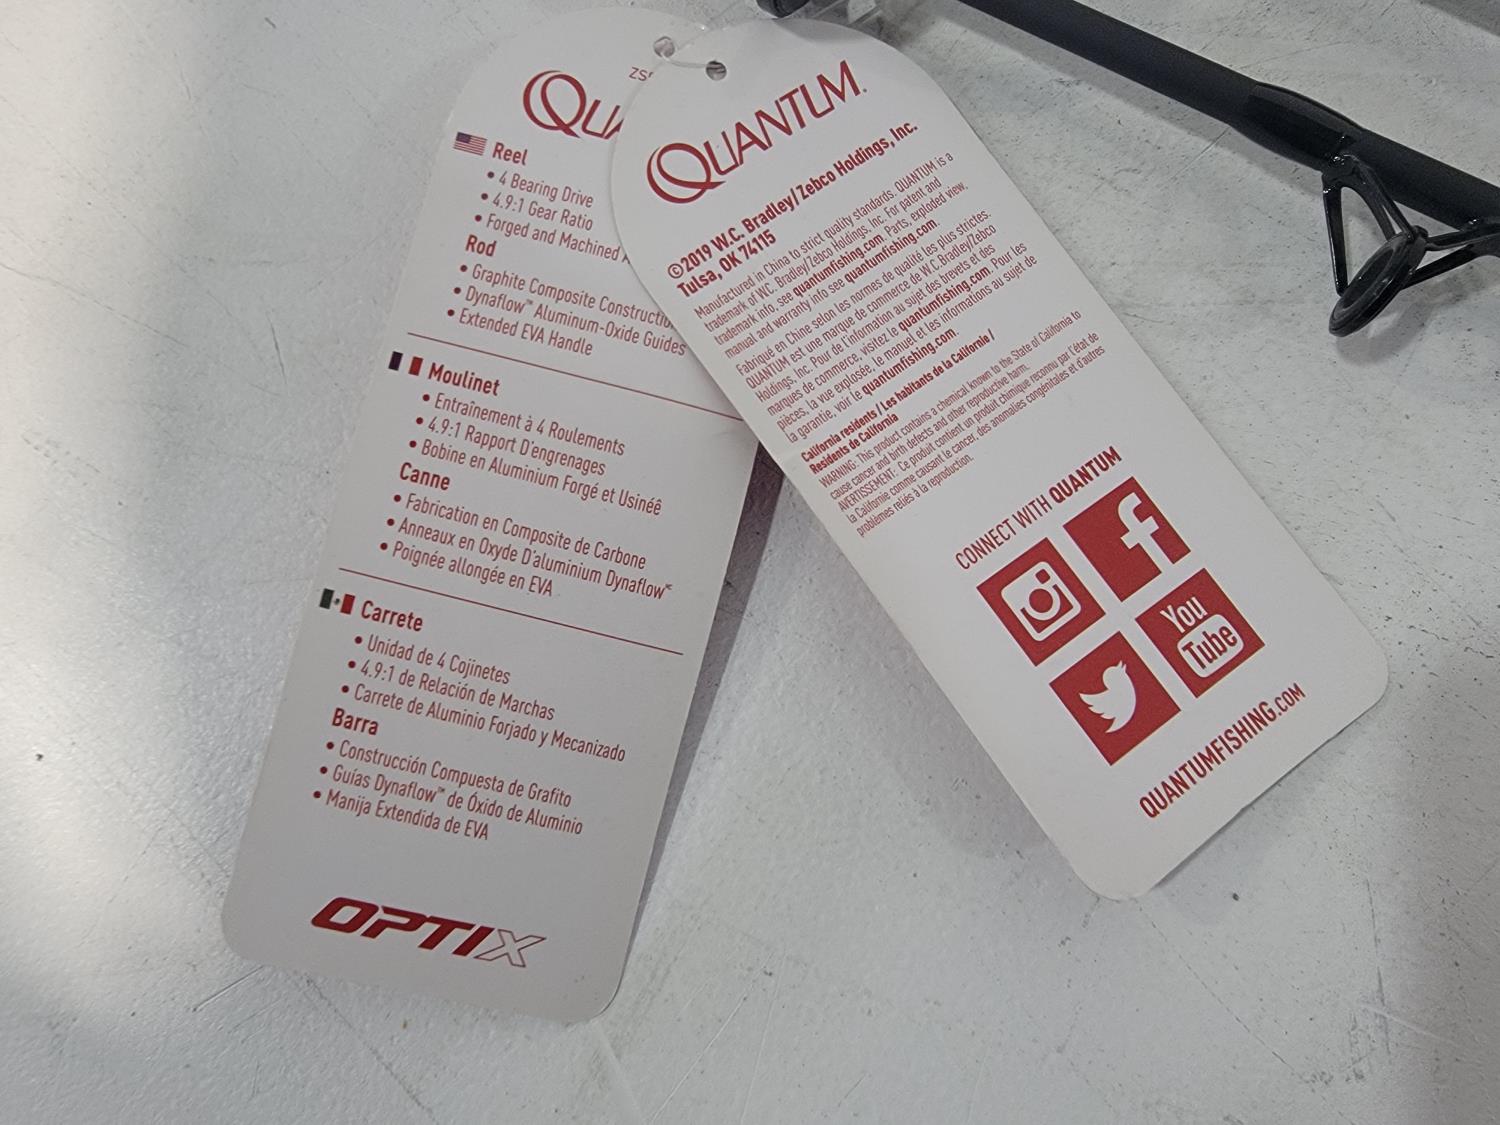 QUANTUM
Reel
• 4 Bearing Drive
• 4.9:1 Gear Ratio
• Forged and Machined
Rod
• Graphite Composite
• Dynaflow™ Aluminum-Oxide Guides
• Extended EVA Handle
Moulinet
• Entraînement à 4 Roulements
• 4.9:1 Rapport D'engrenages
• Bobine en Aluminium Forgé et Usinéê
Canne
• Fabrication en Composite de Carbone
• Anneaux en Oxyde D'aluminium Dynaflow
• Poignée allongée en EVA
Carrete
• Unidad de 4 Cojinetes
• 4.9:1 de Relación de Marchas
• Carrete de Aluminio Forjado y Mecanizado
Barra
• Construcción Compuesta de Grafito
• Guías Dynaflow™ de Óxido de Aluminio
• Manija Extendida de EVA
OPTIX
QUANTUM.
©2019 W.C. Bradley/Zebco Holdings, Inc.
Tulsa, OK 74115
Manufactured in China to strict quality standards. QUANTUM is a
trademark of W.C. Bradley/Zebco Holdings, Inc. For patent and
trademark info, see quantumfishing.com. Parts, exploded view,
manual and warranty info see quantumfishing.com.
Fabriqué en Chine selon les normes de qualité les plus strictes.
QUANTUM est une marque de commerce de W.C.Bradley/Zebco
Holdings, Inc. Pour de l'information au sujet des brevets et des
marques de commerce, visitez le quantumfishing.com. Pour les
pièces, la vue explosée, le manuel et les informations au sujet de
la garantie, voir le quantumfishing.com.
California residents / Les habitants de la Californie /
Residents de California
WARNING: This product contains a chemical known to the State of California to
cause cancer and birth defects and other reproductive harm.
AVERTISSEMENT: Ce produit contient un produit chimique reconnu par l'état de
la Californie comme causant le cancer, des anomalies congénitales et d'autres
problèmes reliés à la reproduction.
CONNECT WITH QUANTUM
f
You
Tube
QUANTUMFISHING.COM